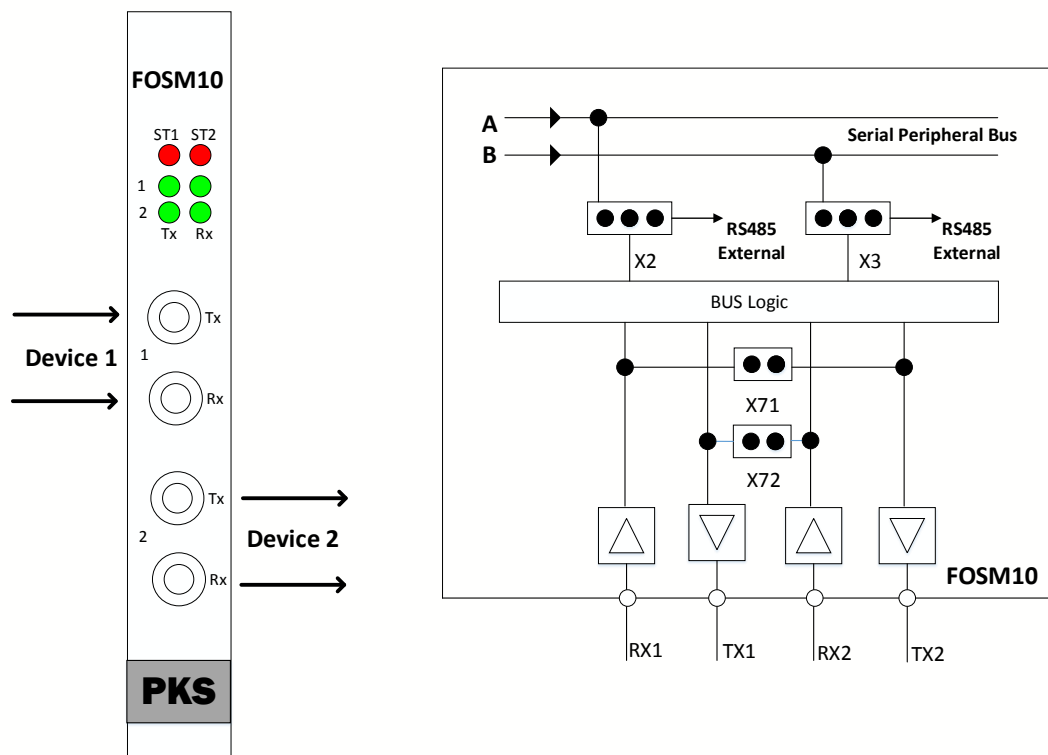 FOSM10
ST1 ST2
1
2
Tx Rx
Tx
Device 1
1
Rx
Tx
2
Device 2
Rx
PKS
A
B
Serial Peripheral Bus
RS485
External
X2
RS485
External
X3
BUS Logic
X71
X72
FOSM10
RX1
TX1
RX2
TX2